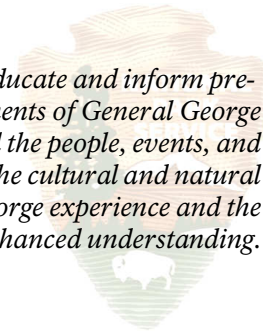 ducate and inform pre-
ents of General George
the people, events, and
he cultural and natural
orge experience and the
hanced understanding.